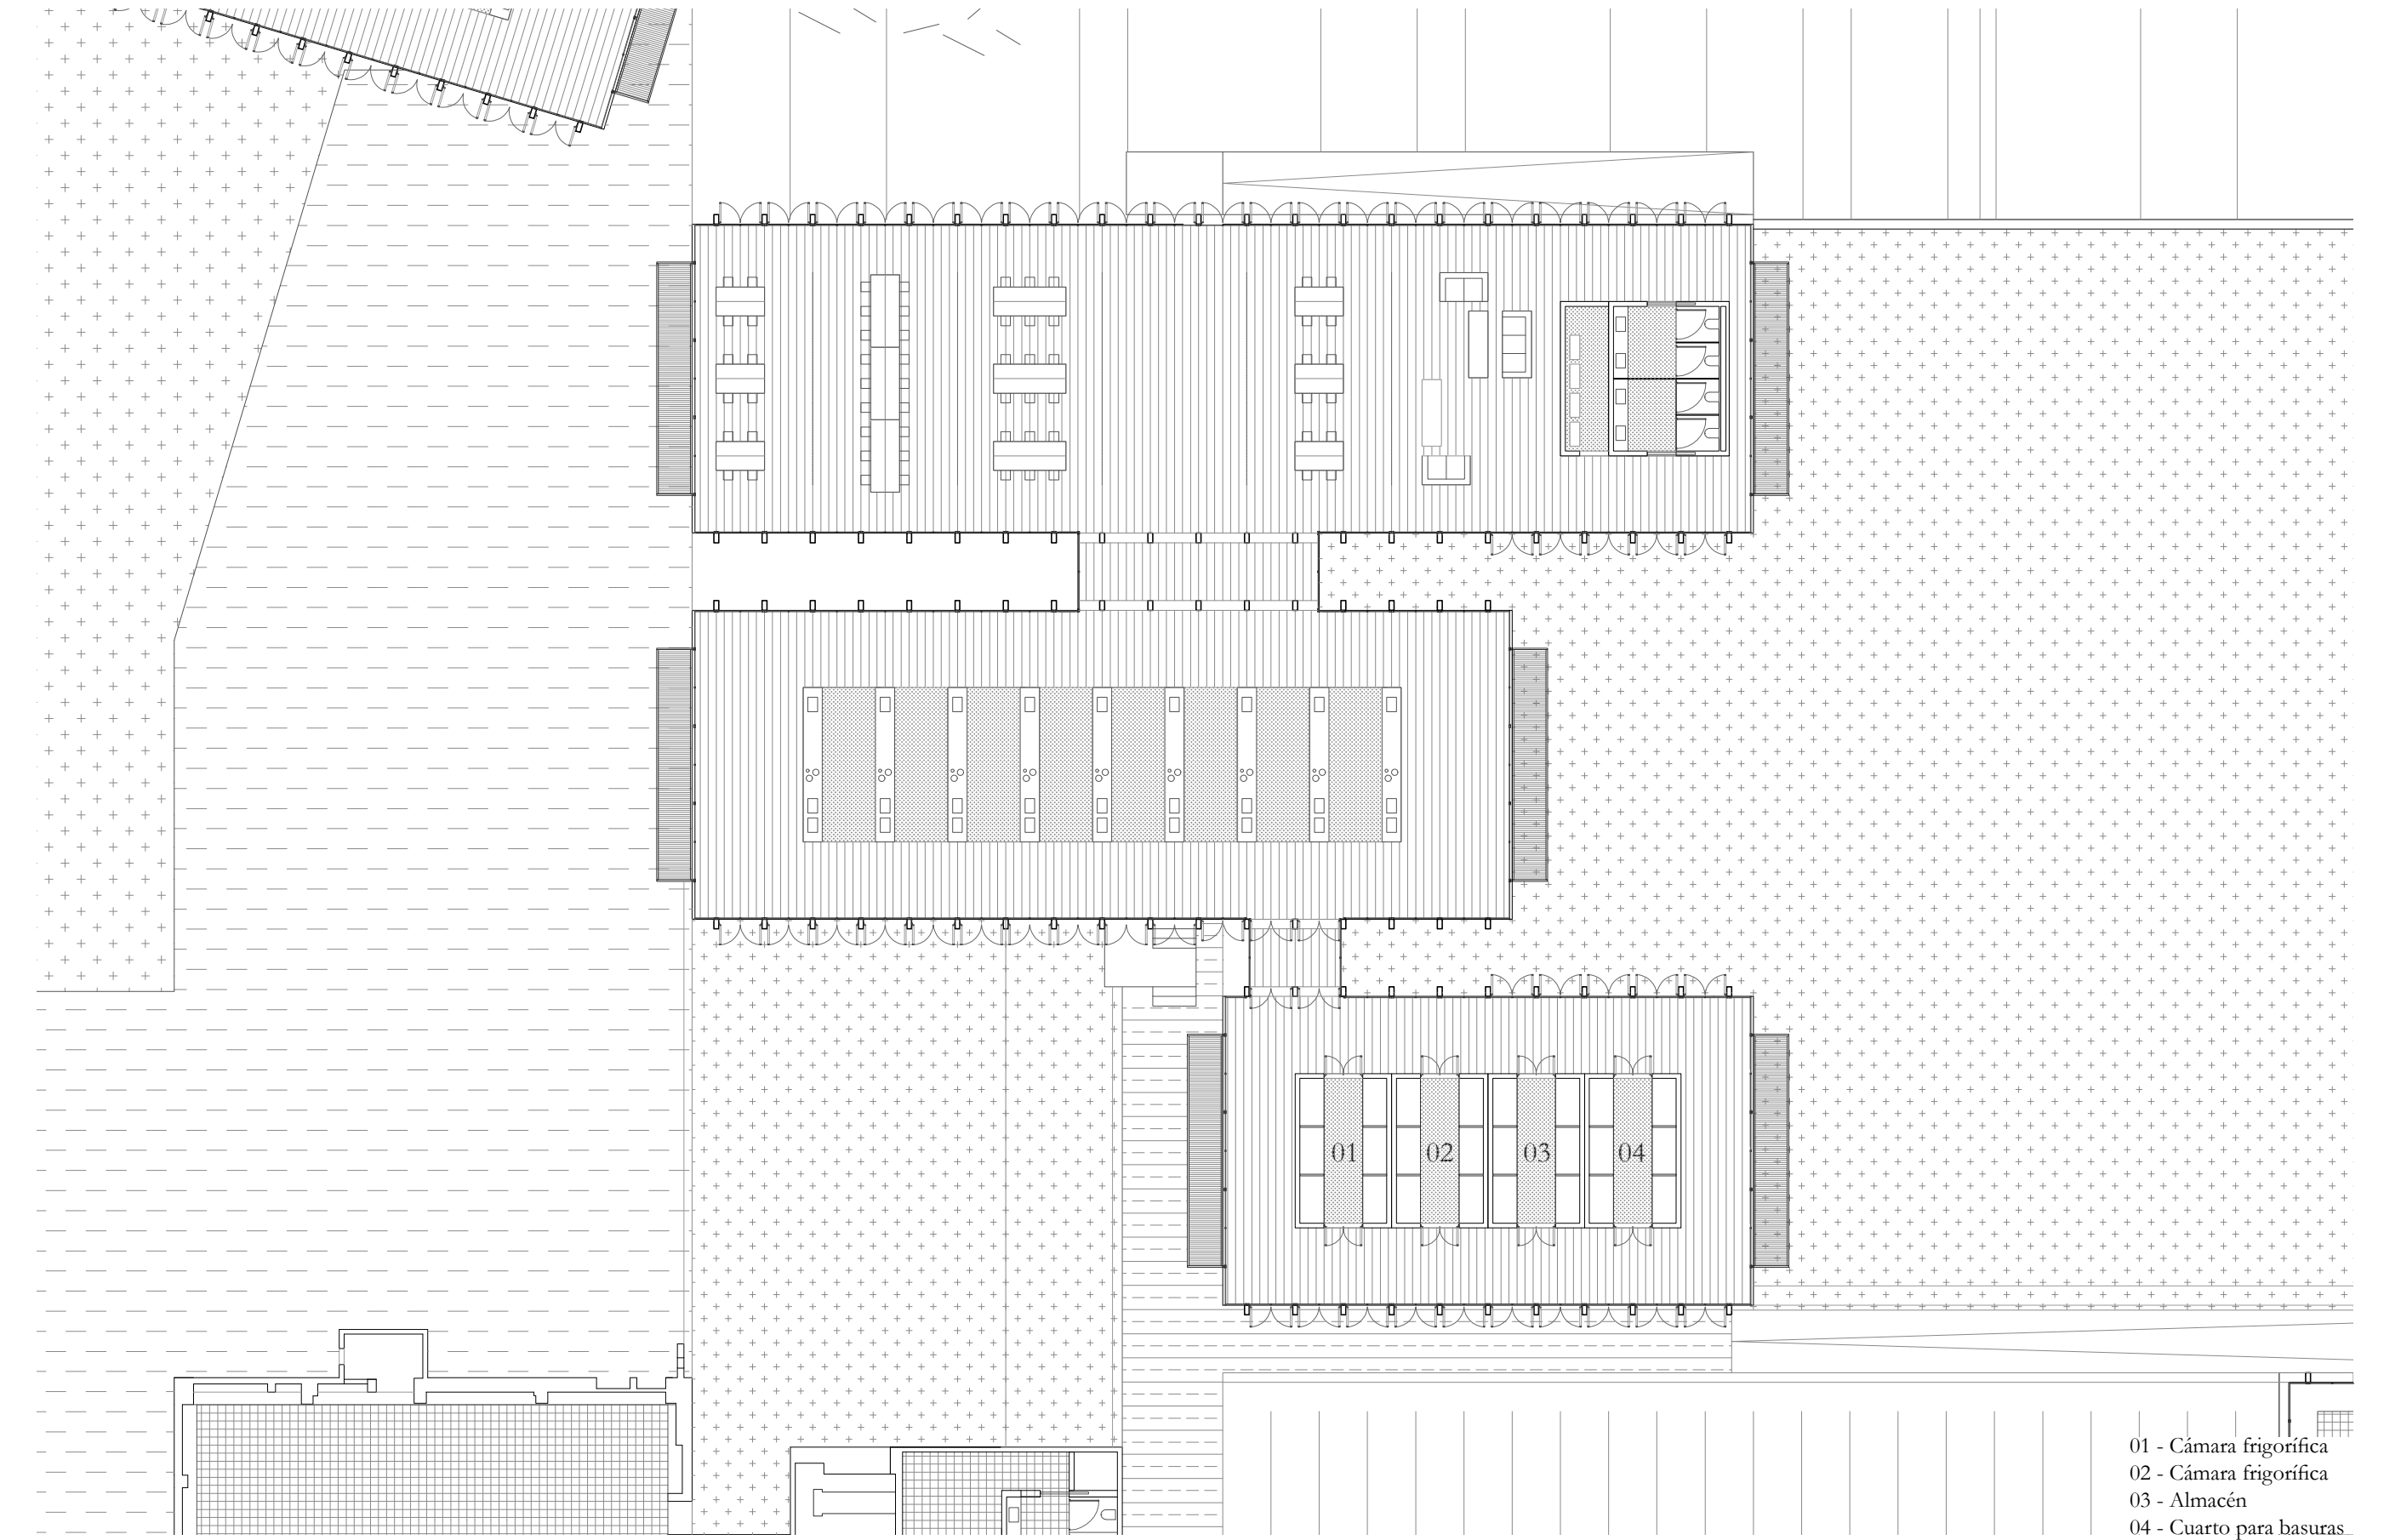 01 02 03 04
01 - Cámara frigorífica
02 - Cámara frigorífica
03 - Almacén
04 - Cuarto para basuras